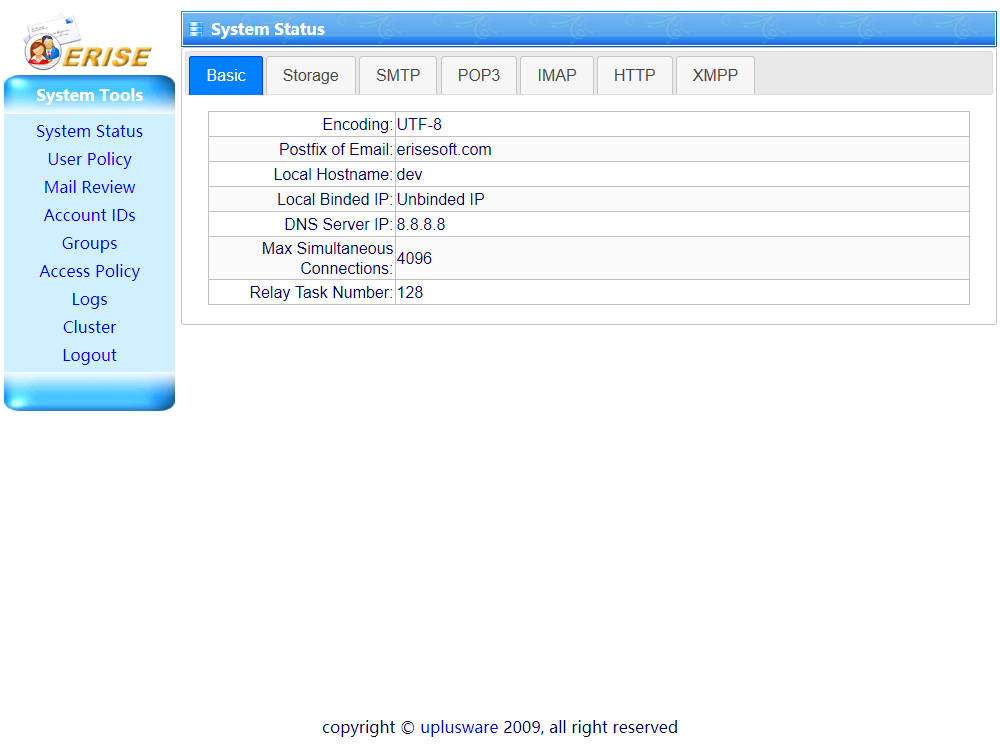 ERISE
System Tools
System Status
User Policy
Mail Review
Account IDs
Groups
Access Policy
Logs
Cluster
Logout
System Status
Basic Storage SMTP POP3 IMAP HTTP XMPP
Encoding: UTF-8
Postfix of Email: erisesoft.com
Local Hostname: dev
Local Binded IP: Unbinded IP
DNS Server IP: 8.8.8.8
Max Simultaneous
Connections: 4096
Relay Task Number: 128
copyright © uplusware 2009, all right reserved